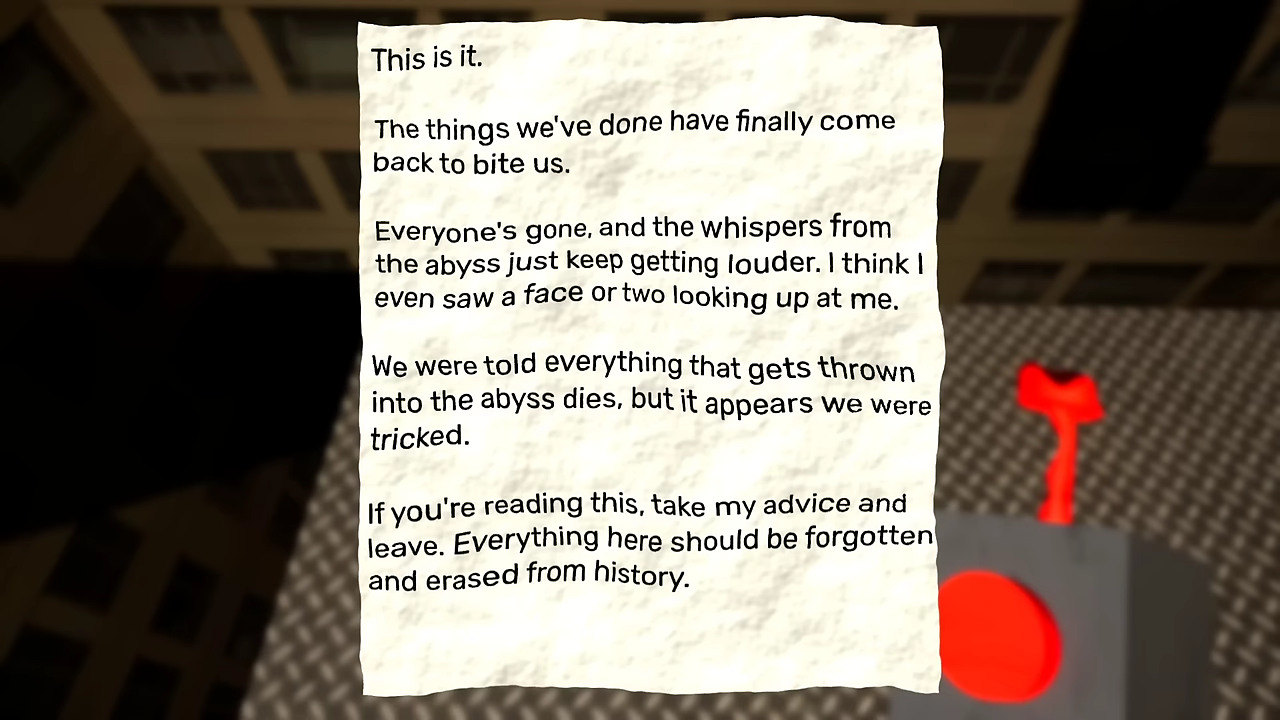 This is it.
The things we've done have finally come
back to bite us.
Everyone's gone, and the whispers from
the abyss just keep getting louder. I think I
even saw a face or two looking up at me.
We were told everything that gets thrown
into the abyss dies, but it appears we were
tricked.
If you're reading this, take my advice and
leave. Everything here should be forgotten
and erased from history.